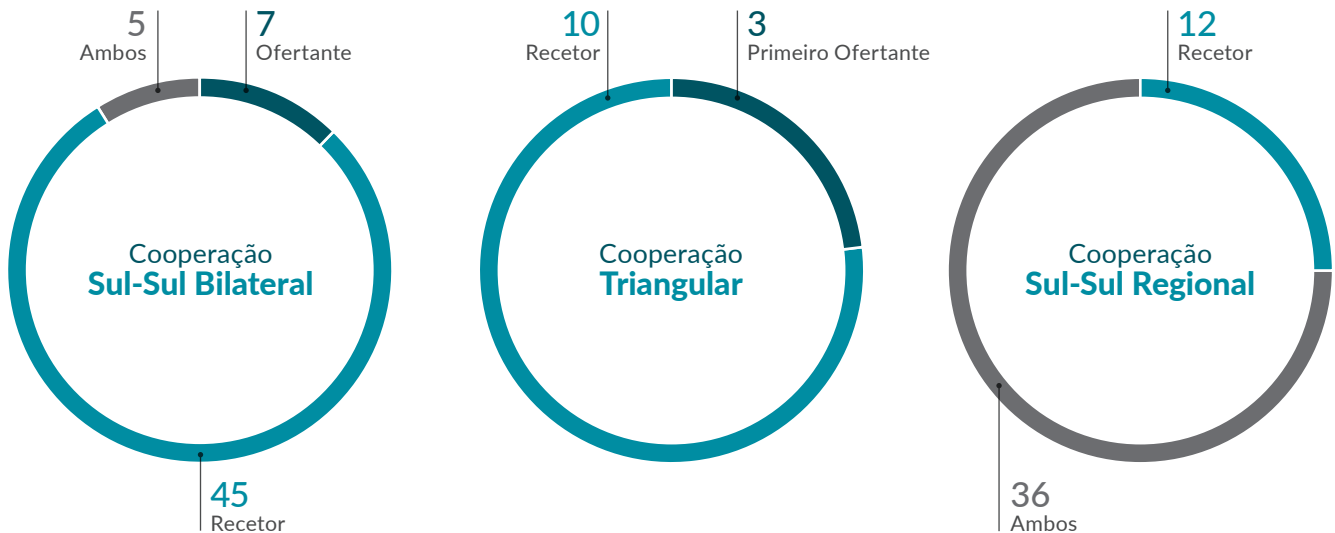 5
Ambos
7
Ofertante
Cooperação
Sul-Sul Bilateral
45
Recetor
10
Recetor
3
Primeiro Ofertante
Cooperação
Triangular
12
Recetor
Cooperação
Sul-Sul Regional
36
Ambos